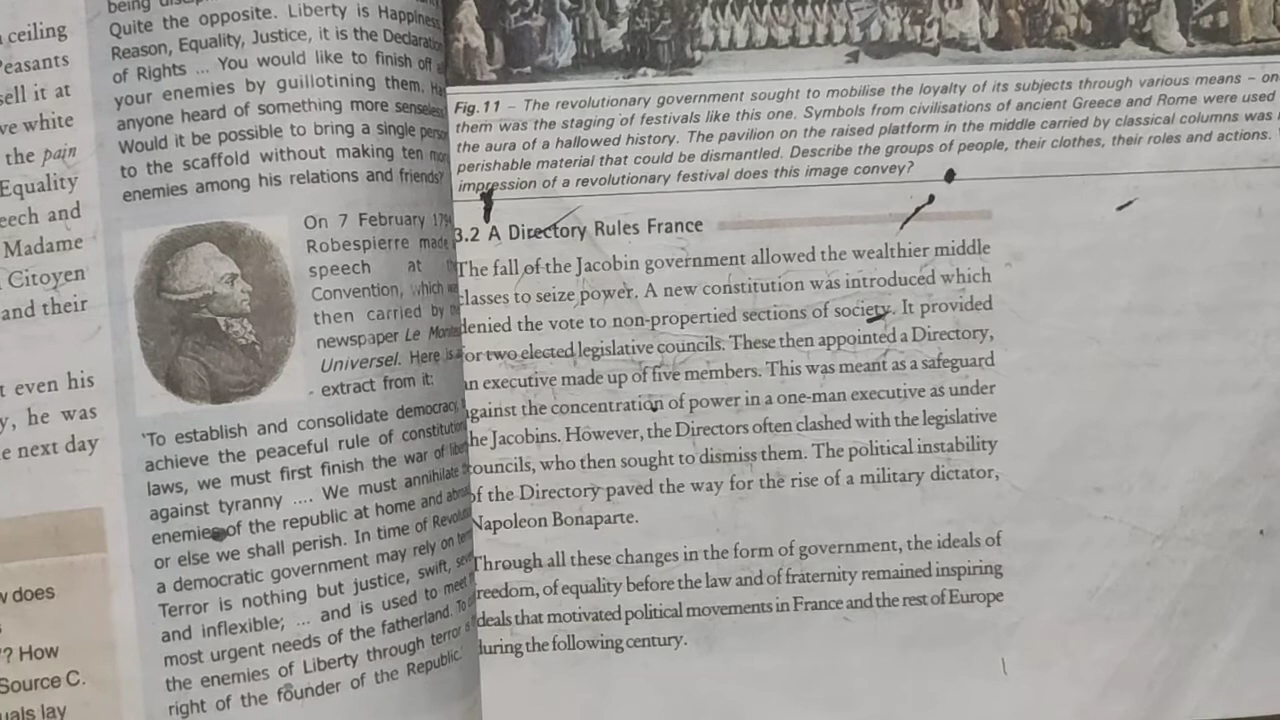 ceiling
Peasants
sell it at
ve white
the pain
Equality
eech and
Madame
Citoyen
and their
t even his
y, he was
e next day
w does
'? How
Source C.
uals lay
being
Quite the opposite. Liberty is Happiness,
Reason, Equality, Justice, it is the Declaration
of Rights ... You would like to finish off
your enemies by guillotining them. Has
anyone heard of something more senseless?
Would it be possible to bring a single person
to the scaffold without making ten more
enemies among his relations and friends?
On 7 February 1794
Robespierre made
speech at
Convention, which
then carried by
newspaper Le
Universel. Here is
extract from it:
'To establish and consolidate democracy,
achieve the peaceful rule of constitution
laws, we must first finish the war of
against tyranny .... We must annihilate
enemies of the republic at home and
or else we shall perish. In time of
a democratic government may rely on
Terror is nothing but justice, swift,
and inflexible; ... and is used to meet
most urgent needs of the fatherland. To
the enemies of Liberty through terror is
right of the founder of the Republic.'
Fig. 11 – The revolutionary government sought to mobilise the loyalty of its subjects through various means – on
them was the staging of festivals like this one. Symbols from civilisations of ancient Greece and Rome were used
the aura of a hallowed history. The pavilion on the raised platform in the middle carried by classical columns was
perishable material that could be dismantled. Describe the groups of people, their clothes, their roles and actions.
impression of a revolutionary festival does this image convey?
3.2 A Directory Rules France
The fall of the Jacobin government allowed the wealthier middle
classes to seize power. A new constitution was introduced which
denied the vote to non-propertied sections of society. It provided
for two elected legislative councils. These then appointed a Directory,
an executive made up of five members. This was meant as a safeguard
against the concentration of power in a one-man executive as under
the Jacobins. However, the Directors often clashed with the legislative
councils, who then sought to dismiss them. The political instability
of the Directory paved the way for the rise of a military dictator,
Napoleon Bonaparte.
Through all these changes in the form of government, the ideals of
freedom, of equality before the law and of fraternity remained inspiring
ideals that motivated political movements in France and the rest of Europe
during the following century.